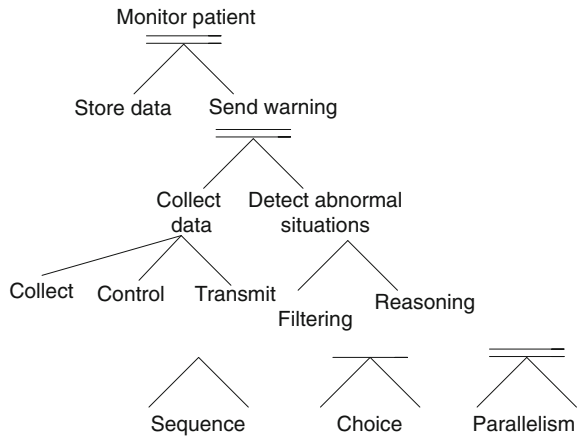 Monitor patient
Store data
Send warning
Collect
data
Detect abnormal
situations
Collect
Control
Transmit
Filtering
Reasoning
Sequence
Choice
Parallelism